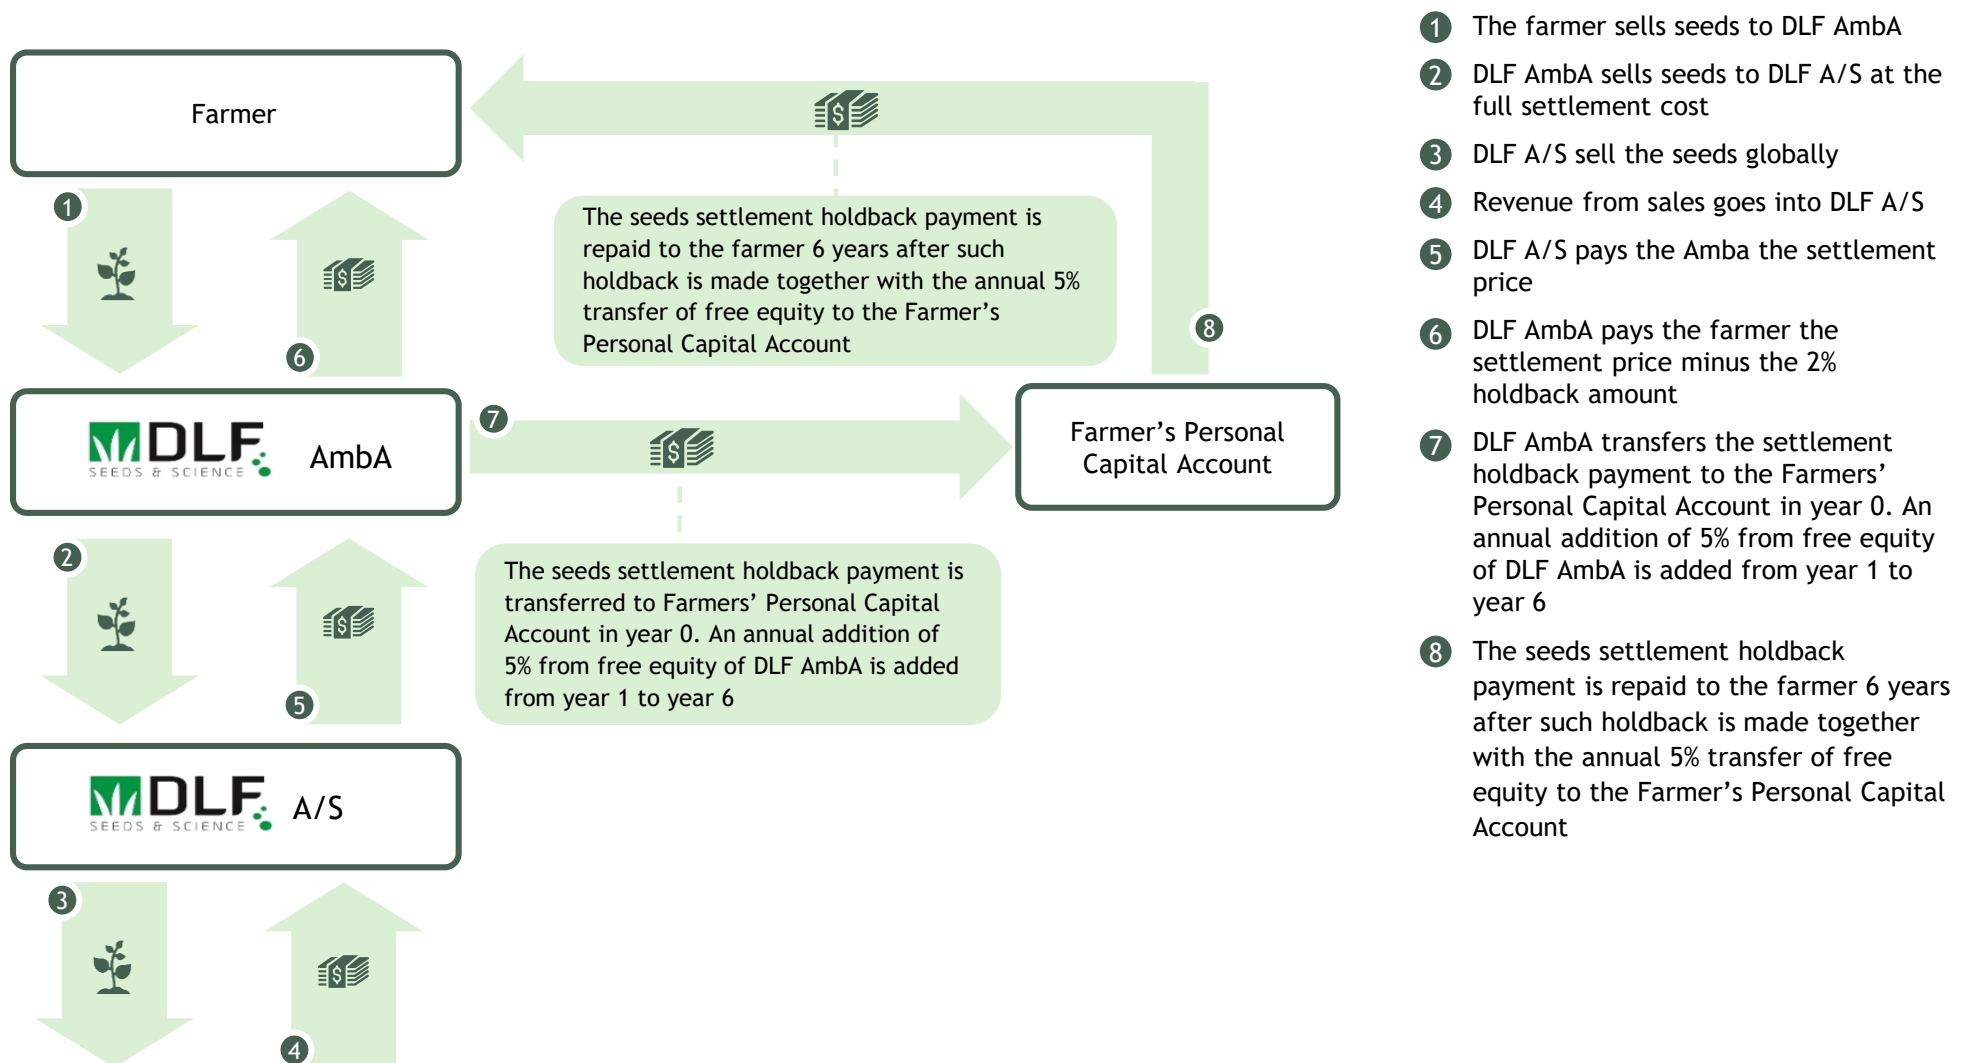 Farmer
$
1
$
The seeds settlement holdback payment is
repaid to the farmer 6 years after such
holdback is made together with the annual 5%
transfer of free equity to the Farmer’s
Personal Capital Account
6
8
7
DLF
SEEDS & SCIENCE
AmbA
$
Farmer’s Personal
Capital Account
2
$
The seeds settlement holdback payment is
transferred to Farmers’ Personal Capital
Account in year 0. An annual addition of
5% from free equity of DLF AmbA is added
from year 1 to year 6
5
DLF
SEEDS & SCIENCE
A/S
3
$
4
1 The farmer sells seeds to DLF AmbA
2 DLF AmbA sells seeds to DLF A/S at the
full settlement cost
3 DLF A/S sell the seeds globally
4 Revenue from sales goes into DLF A/S
5 DLF A/S pays the Amba the settlement
price
6 DLF AmbA pays the farmer the
settlement price minus the 2%
holdback amount
7 DLF AmbA transfers the settlement
holdback payment to the Farmers’
Personal Capital Account in year 0. An
annual addition of 5% from free equity
of DLF AmbA is added from year 1 to
year 6
8 The seeds settlement holdback
payment is repaid to the farmer 6 years
after such holdback is made together
with the annual 5% transfer of free
equity to the Farmer’s Personal Capital
Account